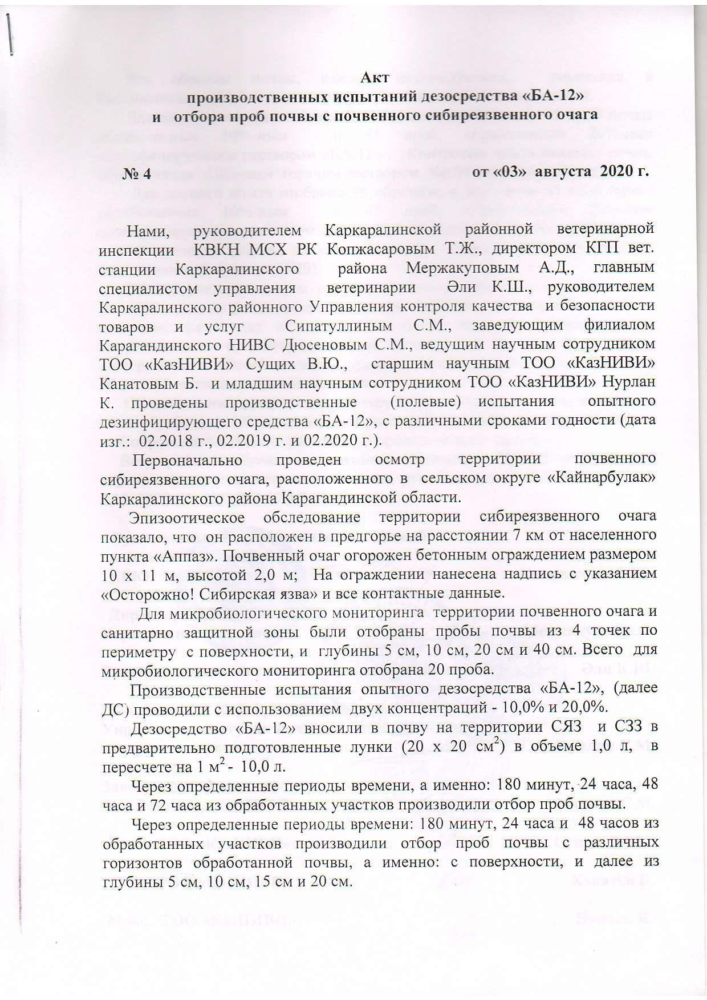 Акт
производственных испытаний дезосредства «БА-12»
и отбора проб почвы с почвенного сибиреязвенного очага
№ 4 от «03» августа 2020 г.
Нами, руководителем Каркаралинской районной ветеринарной
инспекции КВКН МСХ РК Копжасаровым Т.Ж., директором КГП вет.
станции Каркаралинского района Мержакуповым А.Д., главным
специалистом управления ветеринарии Әли К.Ш., руководителем
Каркаралинского районного Управления контроля качества и безопасности
товаров и услуг Сипатуллиным С.М., заведующим филиалом
Карагандинского НИВС Дюсеновым С.М., ведущим научным сотрудником
ТОО «КазНИВИ» Сущих В.Ю., старшим научным ТОО «КазНИВИ»
Канатовым Б. и младшим научным сотрудником ТОО «КазНИВИ» Нурлан
К. проведены производственные (полевые) испытания опытного
дезинфицирующего средства «БА-12», с различными сроками годности (дата
изг.: 02.2018 г., 02.2019 г. и 02.2020 г.).
Первоначально проведен осмотр территории почвенного
сибиреязвенного очага, расположенного в сельском округе «Кайнарбулак»
Каркаралинского района Карагандинской области.
Эпизоотическое обследование территории сибиреязвенного очага
показало, что он расположен в предгорье на расстоянии 7 км от населенного
пункта «Аппаз». Почвенный очаг огорожен бетонным ограждением размером
10 х 11 м, высотой 2,0 м; На ограждении нанесена надпись с указанием
«Осторожно! Сибирская язва» и все контактные данные.
Для микробиологического мониторинга территории почвенного очага и
санитарно защитной зоны были отобраны пробы почвы из 4 точек по
периметру с поверхности, и глубины 5 см, 10 см, 20 см и 40 см. Всего для
микробиологического мониторинга отобрана 20 проба.
Производственные испытания опытного дезосредства «БА-12», (далее
ДС) проводили с использованием двух концентраций - 10,0% и 20,0%.
Дезосредство «БА-12» вносили в почву на территории СЯЗ и СЗЗ в
предварительно подготовленные лунки (20 х 20 см²) в объеме 1,0 л, в
пересчете на 1 м² - 10,0 л.
Через определенные периоды времени, а именно: 180 минут, 24 часа, 48
часа и 72 часа из обработанных участков производили отбор проб почвы.
Через определенные периоды времени: 180 минут, 24 часа и 48 часов из
обработанных участков производили отбор проб почвы с различных
горизонтов обработанной почвы, а именно: с поверхности, и далее из
глубины 5 см, 10 см, 15 см и 20 см.